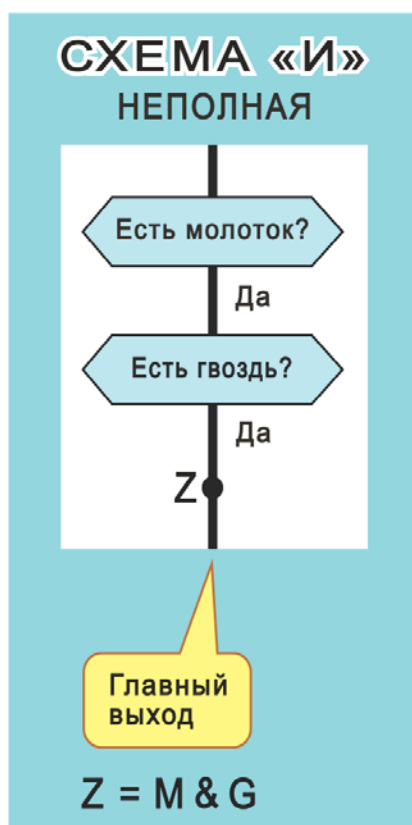 СХЕМА «И»
НЕПОЛНАЯ
Есть молоток?
Да
Есть гвоздь?
Да
Z
Главный
выход
Z = M & G